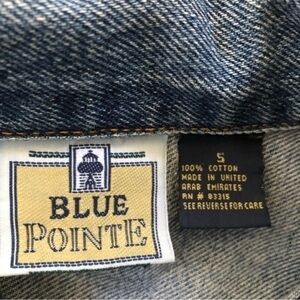 BLUE
POINTE
S
100% COTTON
MADE IN UNITED
ARAB EMIRATES
RN # 83315
SEE REVERSE FOR CARE